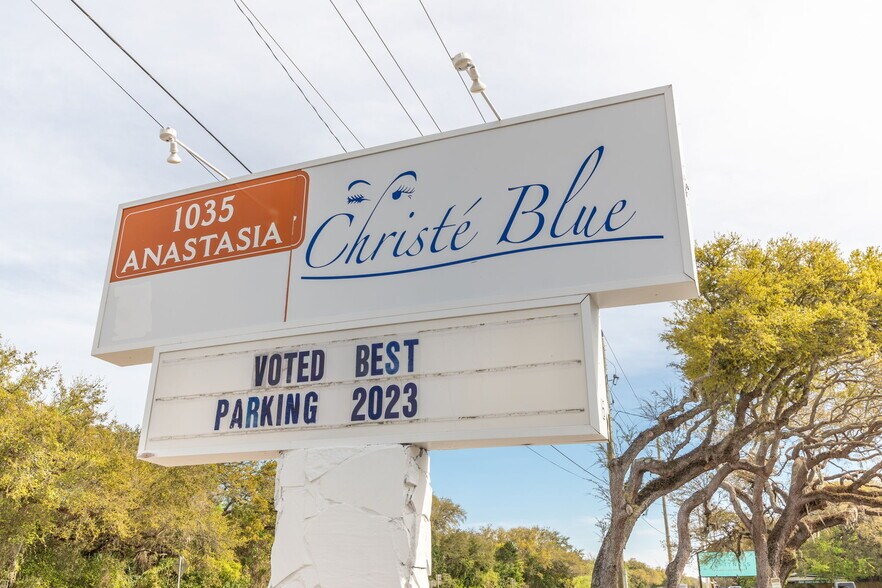 1035
ANASTASIA
Christé Blue
VOTED BEST
PARKING 2023